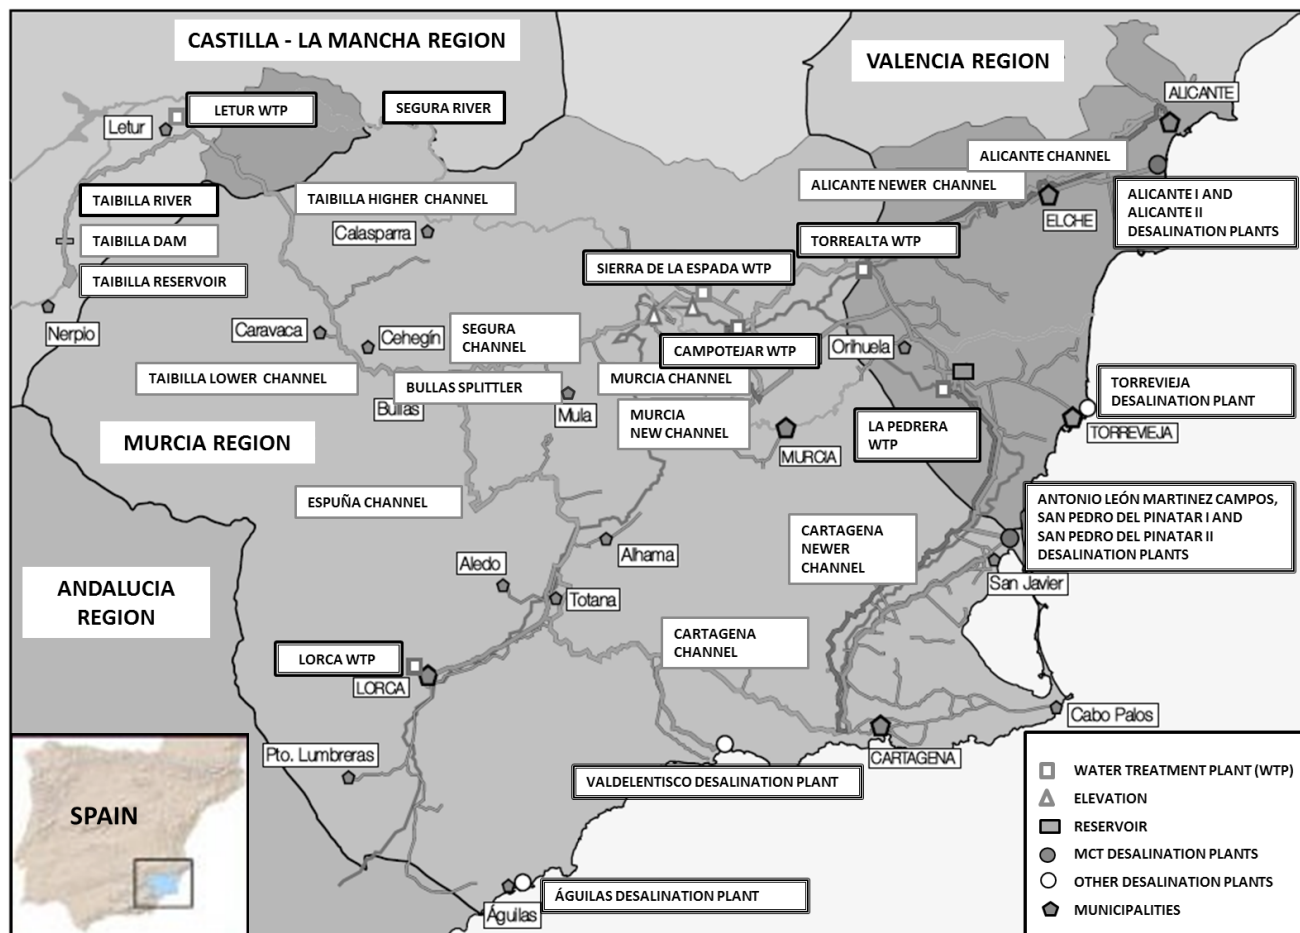 CASTILLA - LA MANCHA REGION
VALENCIA REGION
LETUR WTP
SEGURA RIVER
ALICANTE
Letur
ALICANTE CHANNEL
ALICANTE NEWER CHANNEL
TAIBILLA RIVER
TAIBILLA HIGHER CHANNEL
ELCHE
ALICANTE I AND
ALICANTE II
DESALINATION PLANTS
TAIBILLA DAM
Calasparra
TORREALTA WTP
TAIBILLA RESERVOIR
SIERRA DE LA ESPADA WTP
Nerpio
Caravaca
Cehegín
SEGURA
CHANNEL
CAMPOTEJAR WTP
Orihuela
TAIBILLA LOWER CHANNEL
BULLAS SPLITTLER
MURCIA CHANNEL
TORREVIEJA
DESALINATION PLANT
Bullas
Mula
MURCIA
NEW CHANNEL
LA PEDRERA
WTP
TORREVIEJA
MURCIA REGION
MURCIA
ESPUÑA CHANNEL
ANTONIO LEÓN MARTINEZ CAMPOS,
SAN PEDRO DEL PINATAR I AND
SAN PEDRO DEL PINATAR II
DESALINATION PLANTS
CARTAGENA
NEWER
CHANNEL
Alhama
Aledo
San Javier
ANDALUCIA
REGION
Totana
CARTAGENA
CHANNEL
LORCA WTP
LORCA
Cabo Palos
Pto. Lumbreras
CARTAGENA
VALDELENTISCO DESALINATION PLANT
SPAIN
ÁGUILAS DESALINATION PLANT
Águilas
WATER TREATMENT PLANT (WTP)
ELEVATION
RESERVOIR
MCT DESALINATION PLANTS
OTHER DESALINATION PLANTS
MUNICIPALITIES